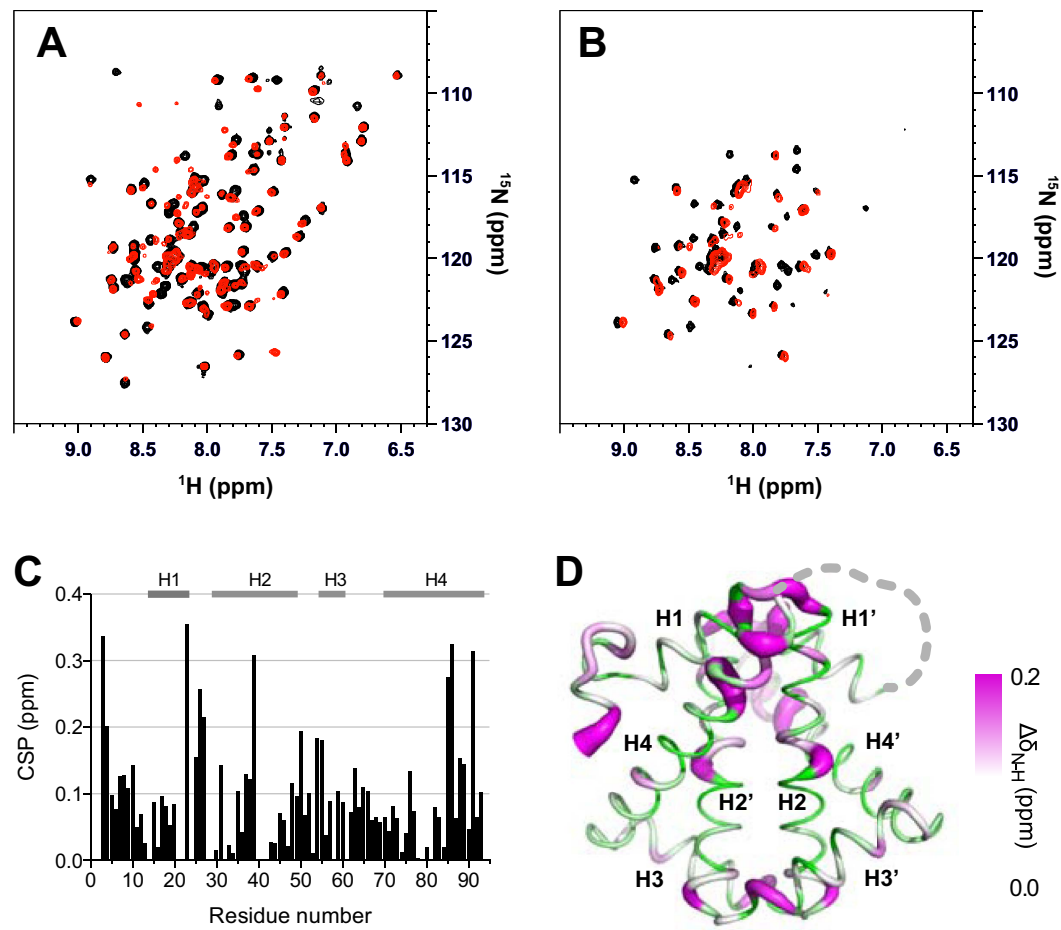 A
110
115
120
125
130
¹⁵N (ppm)
9.0 8.5 8.0 7.5 7.0 6.5
¹H (ppm)
B
110
115
120
125
130
¹⁵N (ppm)
9.0 8.5 8.0 7.5 7.0 6.5
¹H (ppm)
C
H1 H2 H3 H4
0.4
0.3
0.2
0.1
0.0
CSP (ppm)
0 10 20 30 40 50 60 70 80 90
Residue number
D
H1 H1'
H4 H4'
H2' H2
H3 H3'
0.2
ΔδN-H (ppm)
0.0